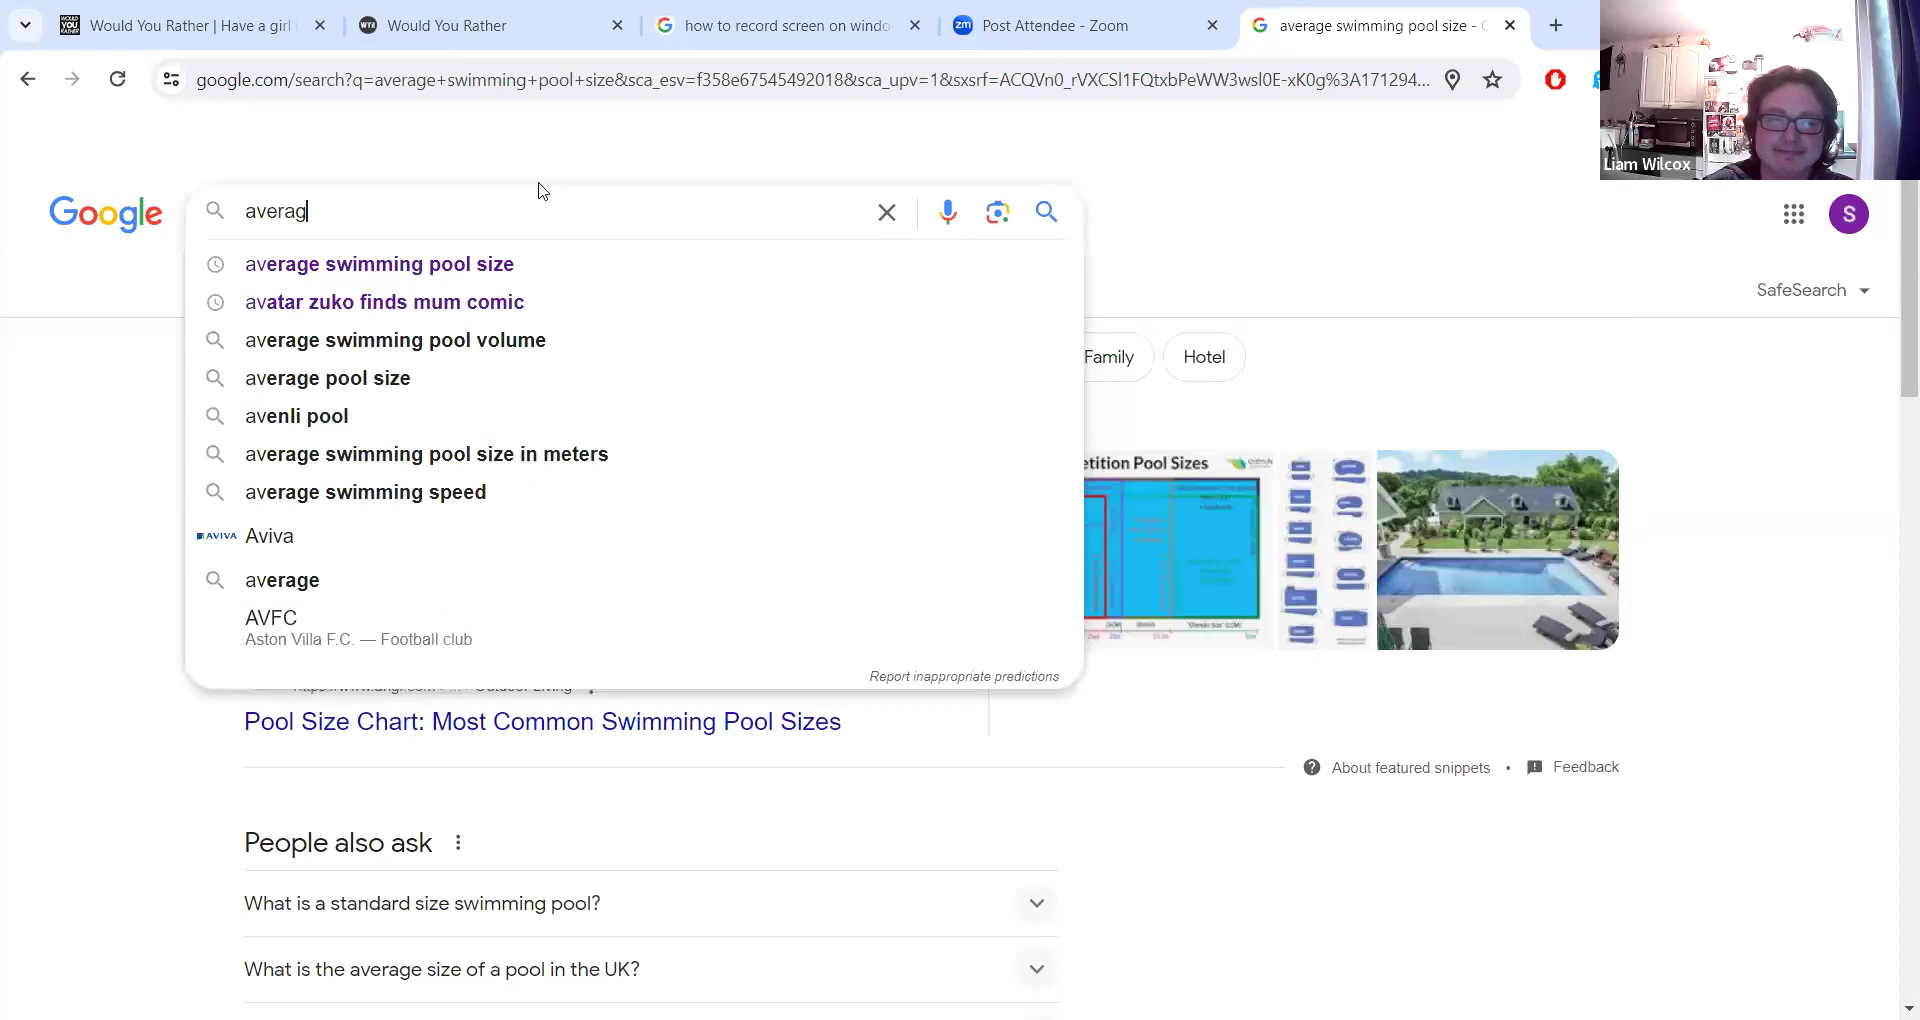 Would You Rather | Have a girl
Would You Rather
how to record screen on windo
zm Post Attendee - Zoom
average swimming pool size -
google.com/search?q=average+swimming+pool+size&sca_esv=f358e67545492018&sca_upv=1&sxsrf=ACQVn0_rVXCSl1FQtxbPeWW3wsl0E-xK0g%3A171294...
Liam Wilcox
Google
averag
S
average swimming pool size
avatar zuko finds mum comic
average swimming pool volume
average pool size
avenli pool
average swimming pool size in meters
average swimming speed
AVIVA Aviva
average
AVFC
Aston Villa F.C. — Football club
Report inappropriate predictions
SafeSearch
Family
Hotel
etition Pool Sizes
Pool Size Chart: Most Common Swimming Pool Sizes
About featured snippets • Feedback
People also ask
What is a standard size swimming pool?
What is the average size of a pool in the UK?